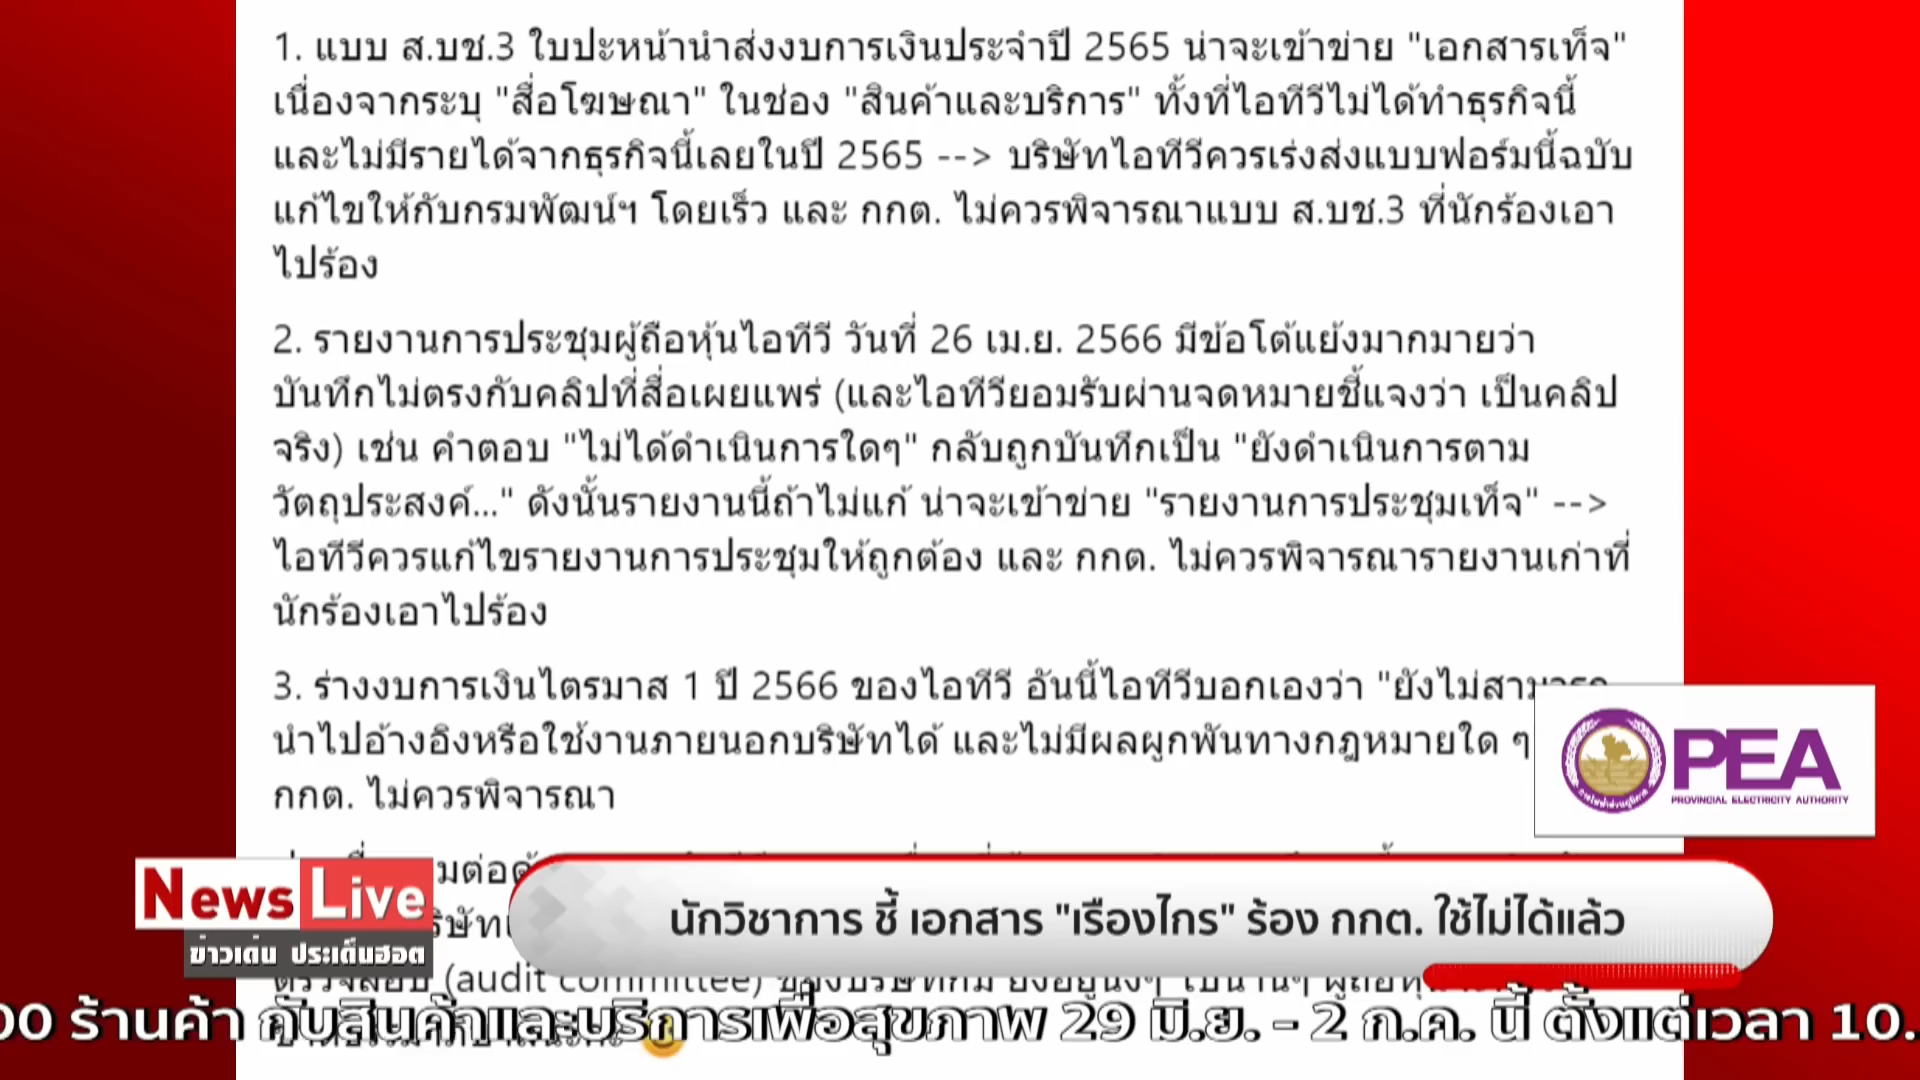 1. แบบ ส.บช.3 ใบปะหน้านำส่งงบการเงินประจำปี 2565 น่าจะเข้าข่าย "เอกสารเท็จ"
เนื่องจากระบุ "สื่อโฆษณา" ในช่อง "สินค้าและบริการ" ทั้งที่ไอทีวีไม่ได้ทำธุรกิจนี้
และไม่มีรายได้จากธุรกิจนี้เลยในปี 2565 --> บริษัทไอทีวีควรเร่งส่งแบบฟอร์มนี้ฉบับ
แก้ไขให้กับกรมพัฒน์ฯ โดยเร็ว และ กกต. ไม่ควรพิจารณาแบบ ส.บช.3 ที่นักร้องเอา
ไปร้อง
2. รายงานการประชุมผู้ถือหุ้นไอทีวี วันที่ 26 เม.ย. 2566 มีข้อโต้แย้งมากมายว่า
บันทึกไม่ตรงกับคลิปที่สื่อเผยแพร่ (และไอทีวียอมรับผ่านจดหมายชี้แจงว่า เป็นคลิป
จริง) เช่น คำตอบ "ไม่ได้ดำเนินการใดๆ" กลับถูกบันทึกเป็น "ยังดำเนินการตาม
วัตถุประสงค์..." ดังนั้นรายงานนี้ถ้าไม่แก้ น่าจะเข้าข่าย "รายงานการประชุมเท็จ" -->
ไอทีวีควรแก้ไขรายงานการประชุมให้ถูกต้อง และ กกต. ไม่ควรพิจารณารายงานเก่าที่
นักร้องเอาไปร้อง
3. ร่างงบการเงินไตรมาส 1 ปี 2566 ของไอทีวี อันนี้ไอทีวีบอกเองว่า "ยังไม่สามารถ
นำไปอ้างอิงหรือใช้งานภายนอกบริษัทได้ และไม่มีผลผูกพันทางกฎหมายใด ๆ
กกต. ไม่ควรพิจารณา
PEA
PROVINCIAL ELECTRICITY AUTHORITY
การไฟฟ้าส่วนภูมิภาค
News Live
ข่าวเด่น ประเด็นฮอต
นักวิชาการ ชี้ เอกสาร "เรืองไกร" ร้อง กกต. ใช้ไม่ได้แล้ว
(audit committee)
00 ร้านค้า กับสินค้าและบริการเพื่อสุขภาพ 29 มิ.ย. - 2 ก.ค. นี้ ตั้งแต่เวลา 10.